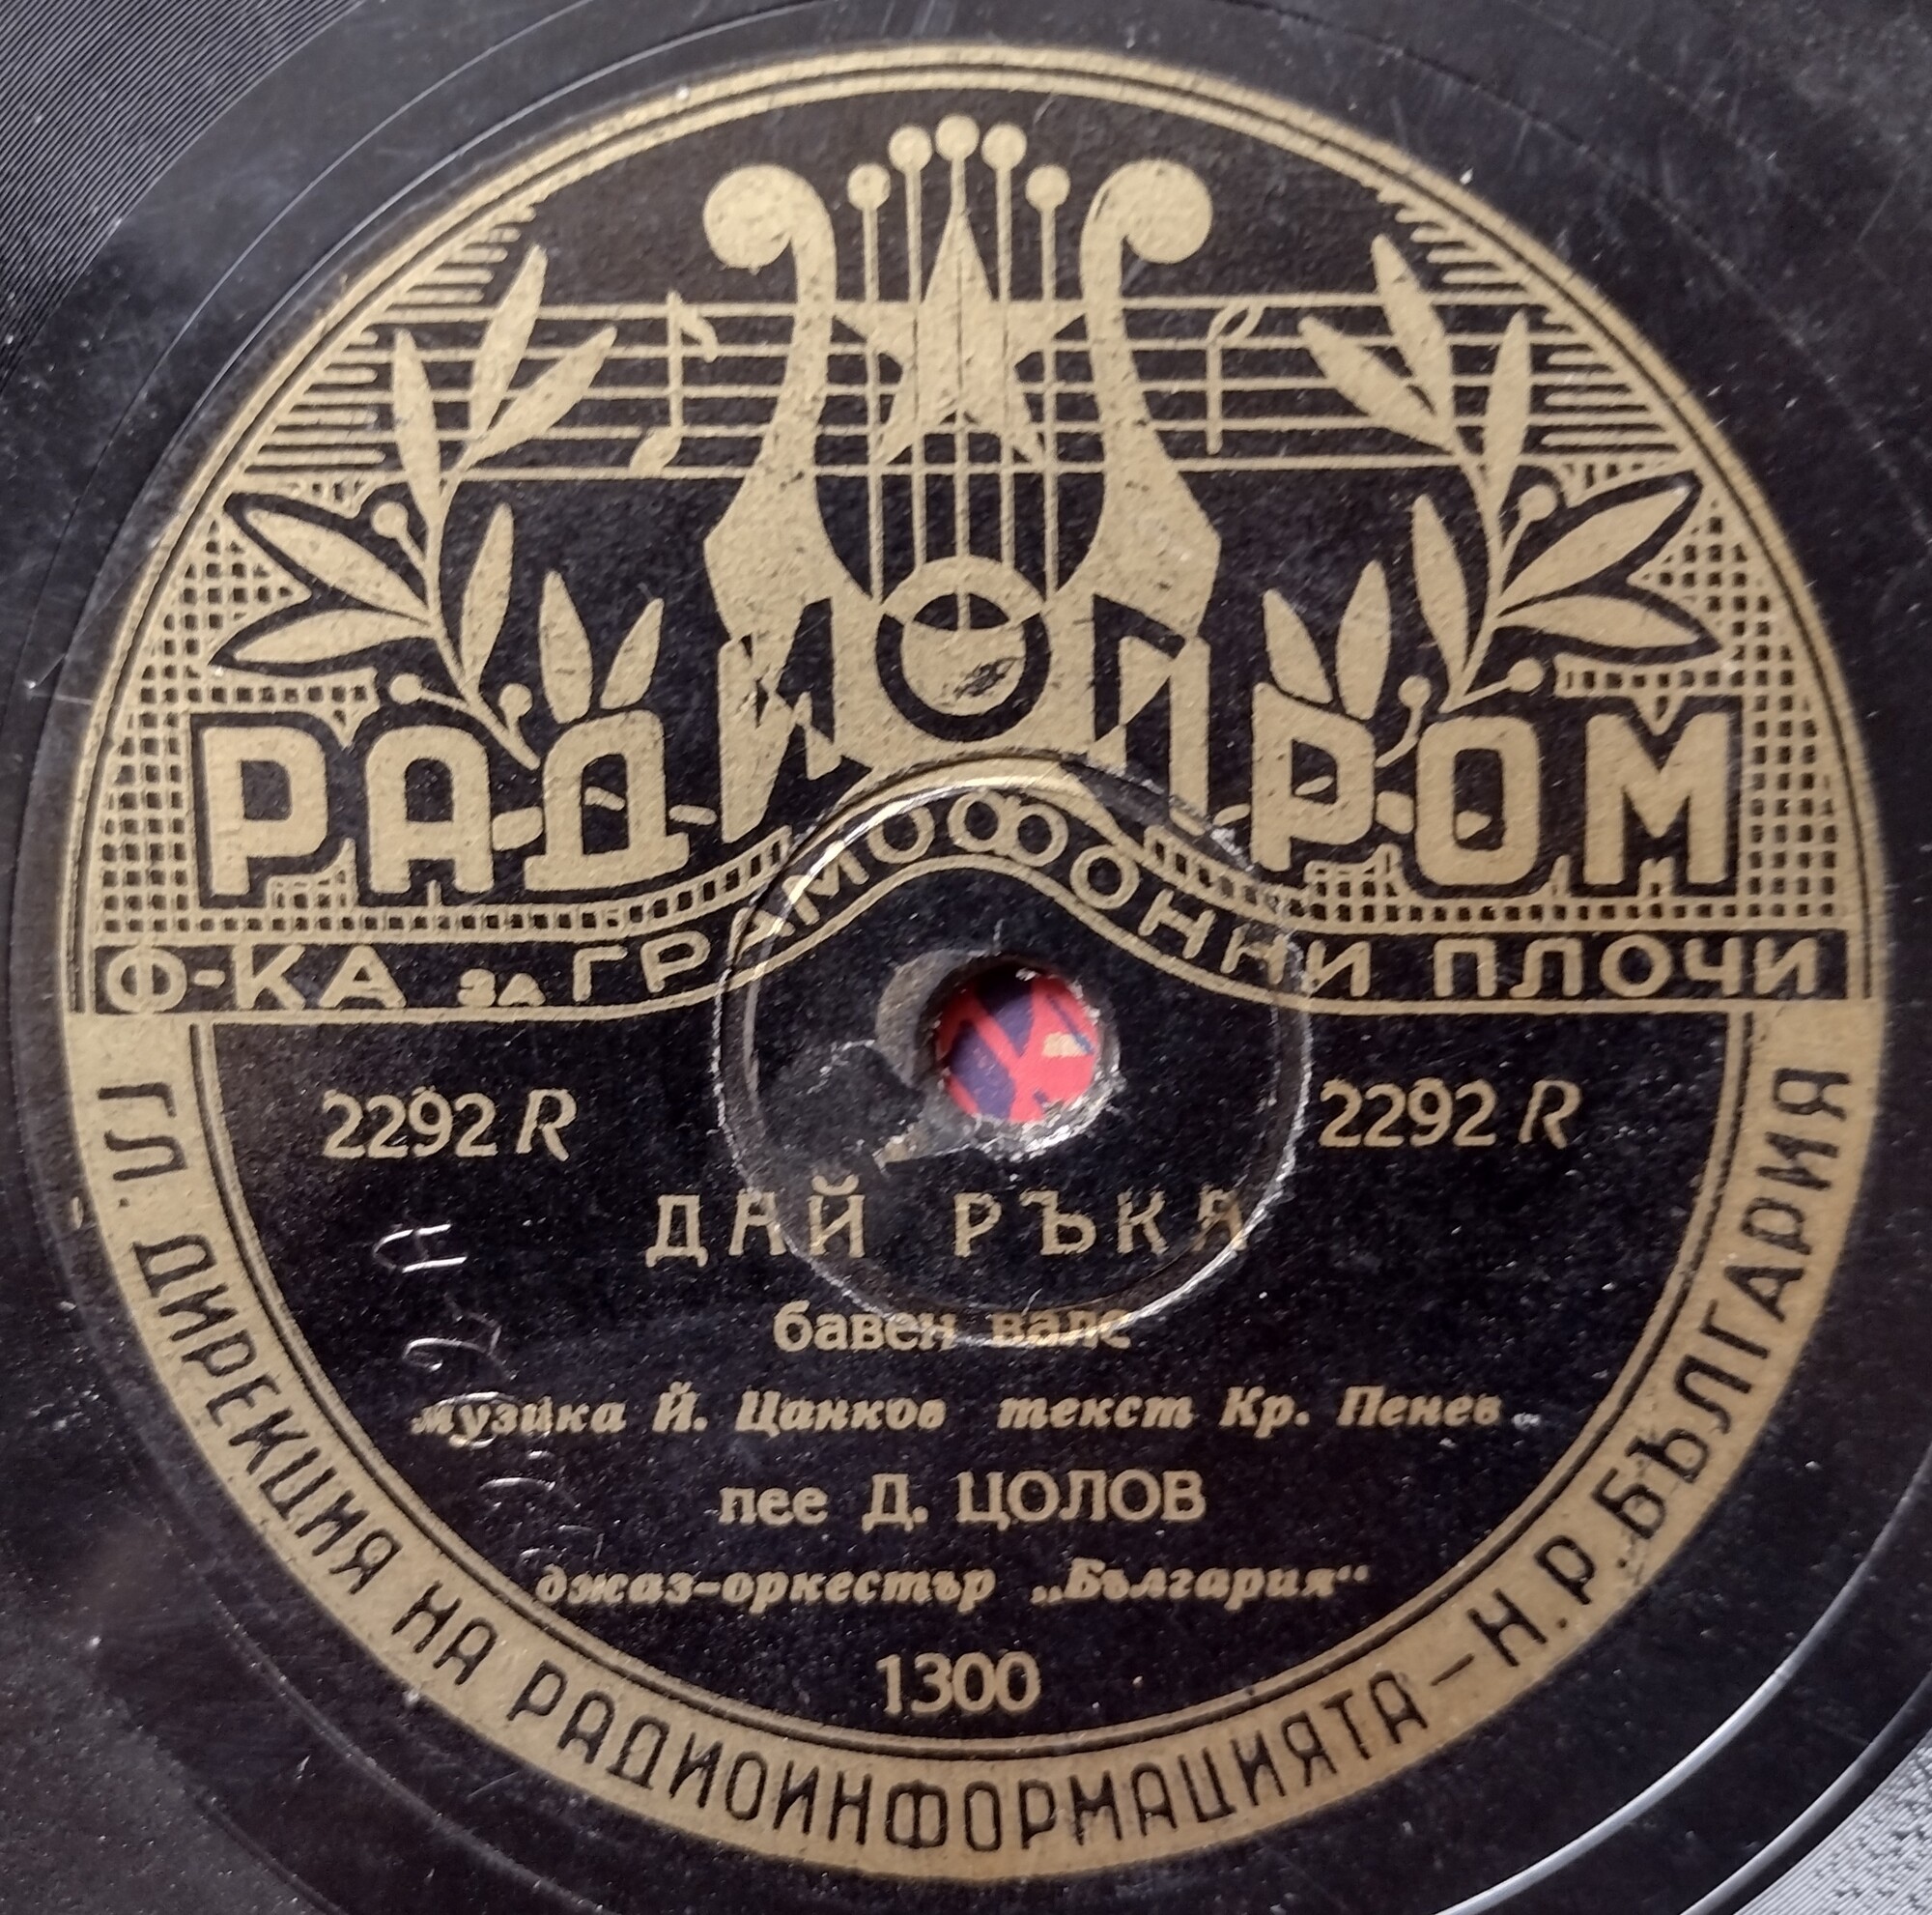 РАДИОПРОМ
Ф-КА ЗА ГРАМОФОННИ ПЛОЧИ
2292 R 2292 R
ДАЙ РЪКА
бавен валс
музика Й. Цанков текст Кр. Пенев
пее Д. ЦОЛОВ
джаз-оркестър „България“
1300
ГЛ. ДИРЕКЦИЯ НА РАДИОИНФОРМАЦИЯТА – Н.Р. БЪЛГАРИЯ